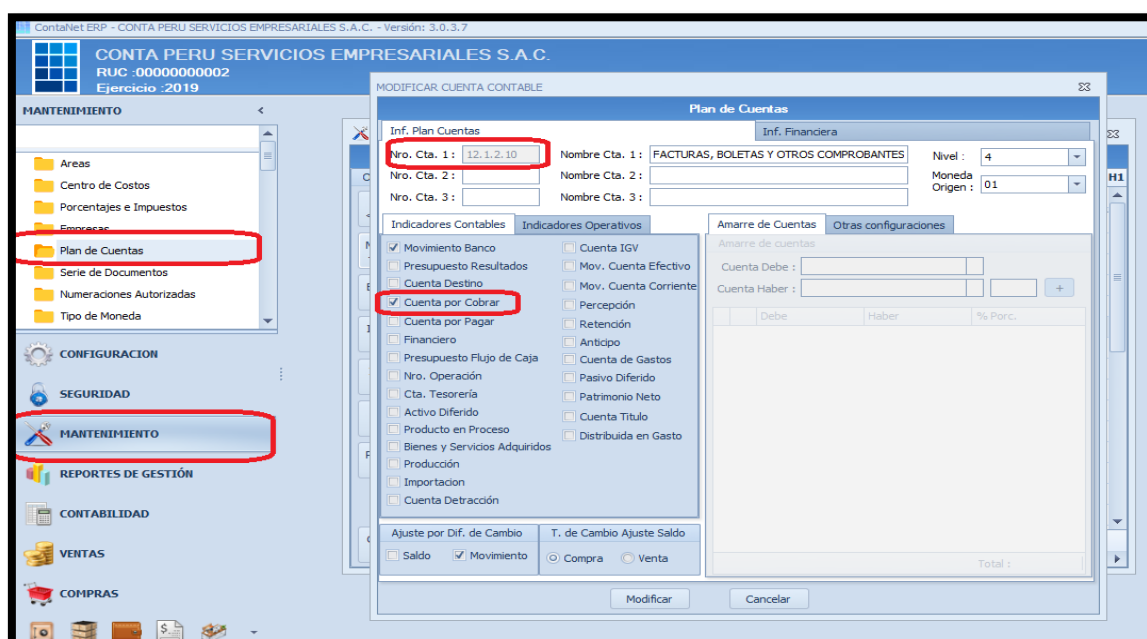 ContaNet ERP - CONTA PERU SERVICIOS EMPRESARIALES S.A.C. - Versión: 3.0.3.7
CONTA PERU SERVICIOS EMPRESARIALES S.A.C.
RUC :00000000002
Ejercicio :2019
MANTENIMIENTO <
Areas
Centro de Costos
Porcentajes e Impuestos
Empresas
Plan de Cuentas
Serie de Documentos
Numeraciones Autorizadas
Tipo de Moneda
CONFIGURACION
SEGURIDAD
MANTENIMIENTO
REPORTES DE GESTIÓN
CONTABILIDAD
VENTAS
COMPRAS
MODIFICAR CUENTA CONTABLE
Plan de Cuentas
Inf. Plan Cuentas Inf. Financiera
Nro. Cta. 1 : 12.1.2.10 Nombre Cta. 1 : FACTURAS, BOLETAS Y OTROS COMPROBANTES Nivel : 4
Nro. Cta. 2 : Nombre Cta. 2 : Moneda Origen : 01
Nro. Cta. 3 : Nombre Cta. 3 :
H1
Indicadores Contables Indicadores Operativos
Movimiento Banco Cuenta IGV
Presupuesto Resultados Mov. Cuenta Efectivo
Cuenta Destino Mov. Cuenta Corriente
Cuenta por Cobrar Percepción
Cuenta por Pagar Retención
Financiero Anticipo
Presupuesto Flujo de Caja Cuenta de Gastos
Nro. Operación Pasivo Diferido
Cta. Tesorería Patrimonio Neto
Activo Diferido Cuenta Titulo
Producto en Proceso Distribuida en Gasto
Bienes y Servicios Adquiridos
Producción
Importacion
Cuenta Detracción
Ajuste por Dif. de Cambio T. de Cambio Ajuste Saldo
Saldo Movimiento Compra Venta
Amarre de Cuentas Otras configuraciones
Amarre de cuentas
Cuenta Debe :
Cuenta Haber : +
Debe Haber % Porc.
Total :
Modificar Cancelar